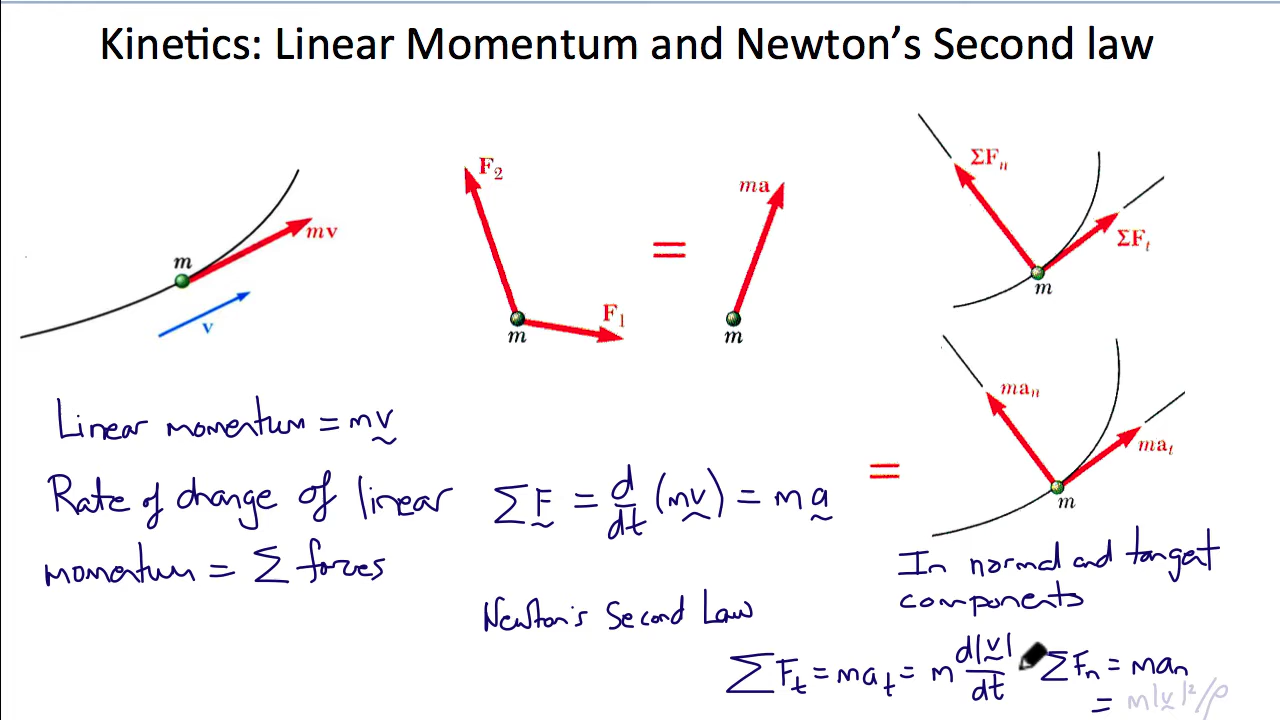 Kinetics: Linear Momentum and Newton's Second law
mv
m
v
F₂
F₁
m
=
ma
m
ΣFₙ
ΣFₜ
m
=
maₙ
maₜ
m
Linear momentum = mv
Rate of change of linear
momentum = Σ forces
ΣF = d/dt (mv) = ma
Newton's Second Law
In normal and tangent
components
ΣFₜ = maₜ = m d|v|/dt
ΣFₙ = maₙ
= m|v|²/ρ